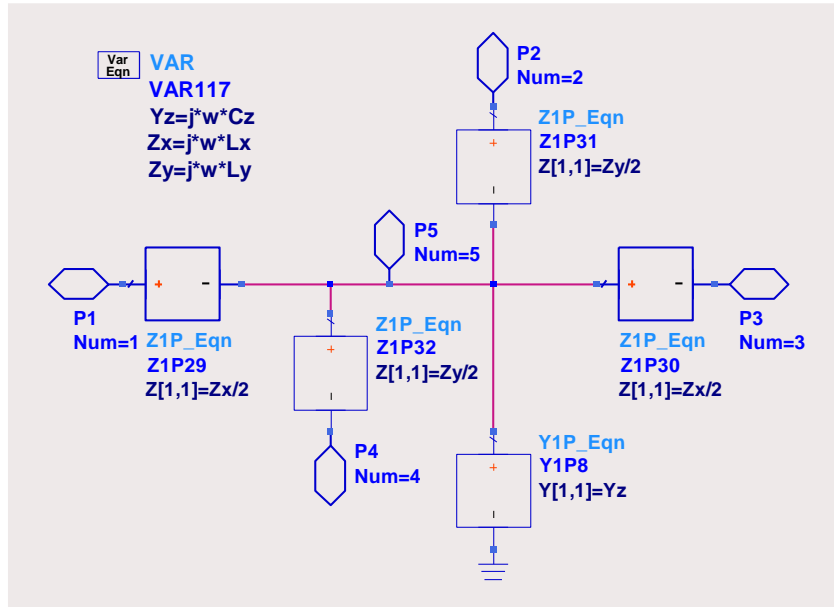 Var
Eqn
VAR
VAR117
Yz=j*w*Cz
Zx=j*w*Lx
Zy=j*w*Ly
P2
Num=2
Z1P_Eqn
Z1P31
Z[1,1]=Zy/2
P5
Num=5
P1
Num=1
Z1P_Eqn
Z1P29
Z[1,1]=Zx/2
Z1P_Eqn
Z1P32
Z[1,1]=Zy/2
P3
Num=3
Z1P_Eqn
Z1P30
Z[1,1]=Zx/2
P4
Num=4
Y1P_Eqn
Y1P8
Y[1,1]=Yz